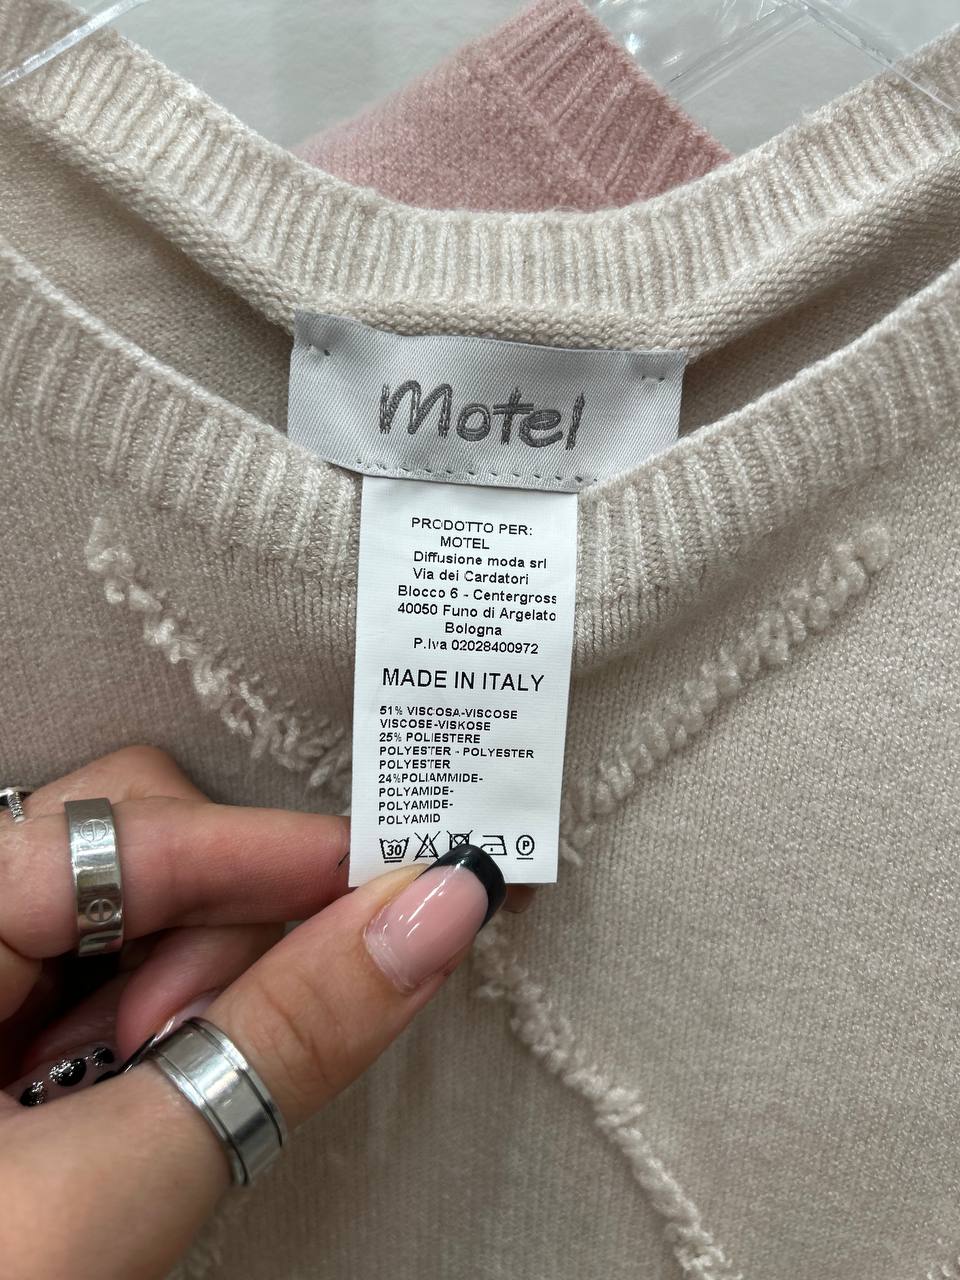 Motel
PRODOTTO PER:
MOTEL
Diffusione moda srl
Via dei Cardatori
Blocco 6 - Centergross
40050 Funo di Argelato
Bologna
P.Iva 02028400972
MADE IN ITALY
51% VISCOSA-VISCOSE
VISCOSE-VISKOSE
25% POLIESTERE
POLYESTER - POLYESTER
POLYESTER
24%POLIAMMIDE-
POLYAMIDE-
POLYAMIDE-
POLYAMID
30 P